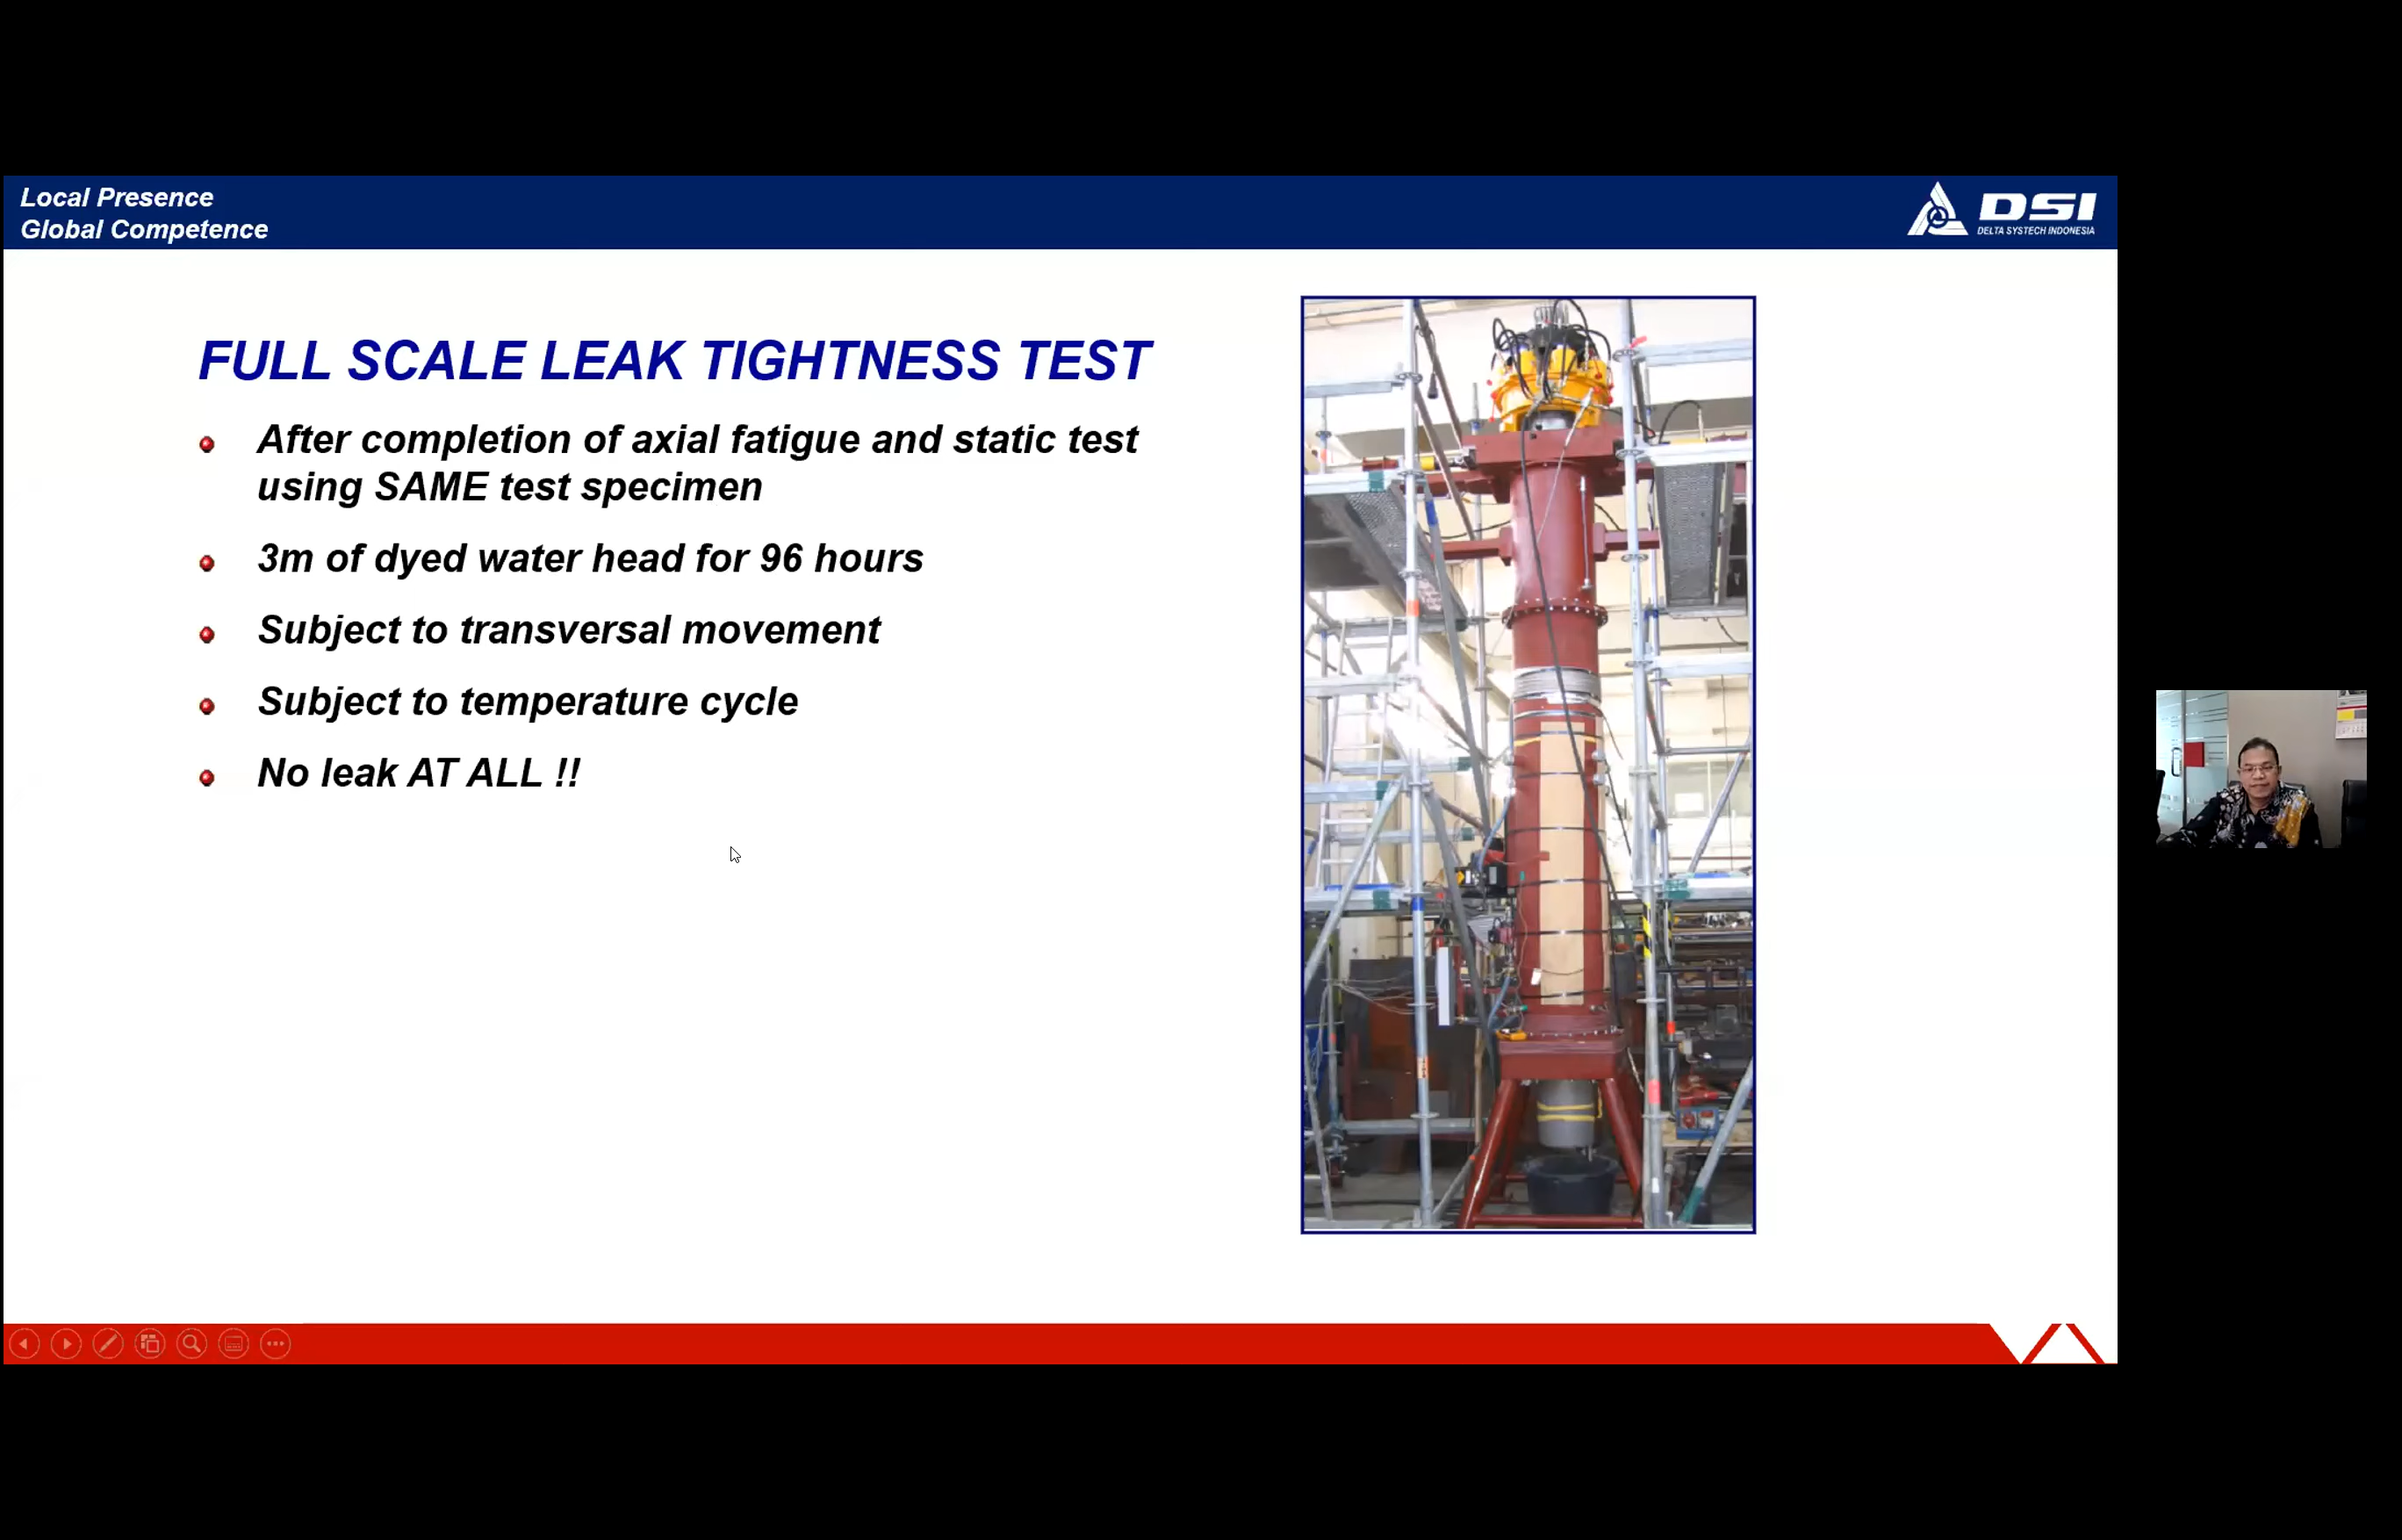 Local Presence
Global Competence
DSI
DELTA SYSTECH INDONESIA
FULL SCALE LEAK TIGHTNESS TEST
After completion of axial fatigue and static test
using SAME test specimen
3m of dyed water head for 96 hours
Subject to transversal movement
Subject to temperature cycle
No leak AT ALL !!